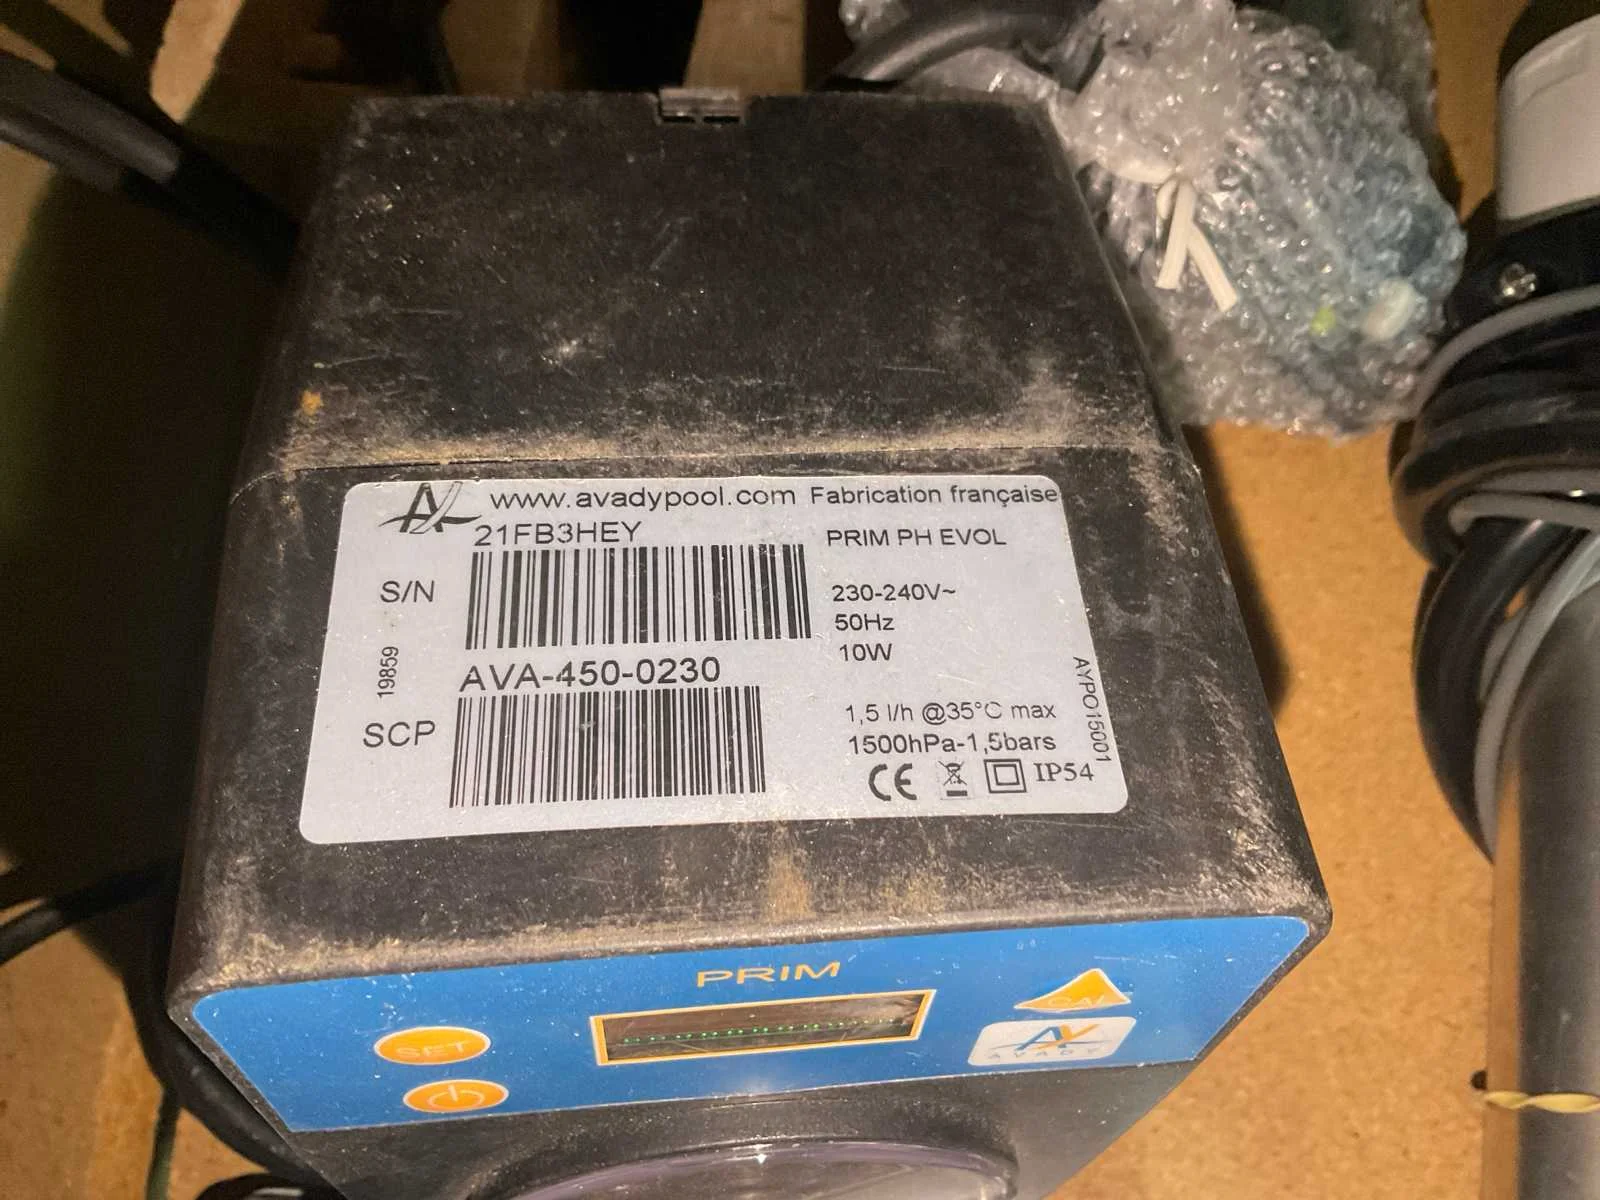 www.avadypool.com Fabrication française
21FB3HEY
PRIM PH EVOL
S/N
230-240V~
50Hz
10W
19859
AVA-450-0230
SCP
1,5 l/h @35°C max
1500hPa-1,5bars
CE IP54
AYPO15001
PRIM
SET
CAL
AVADY